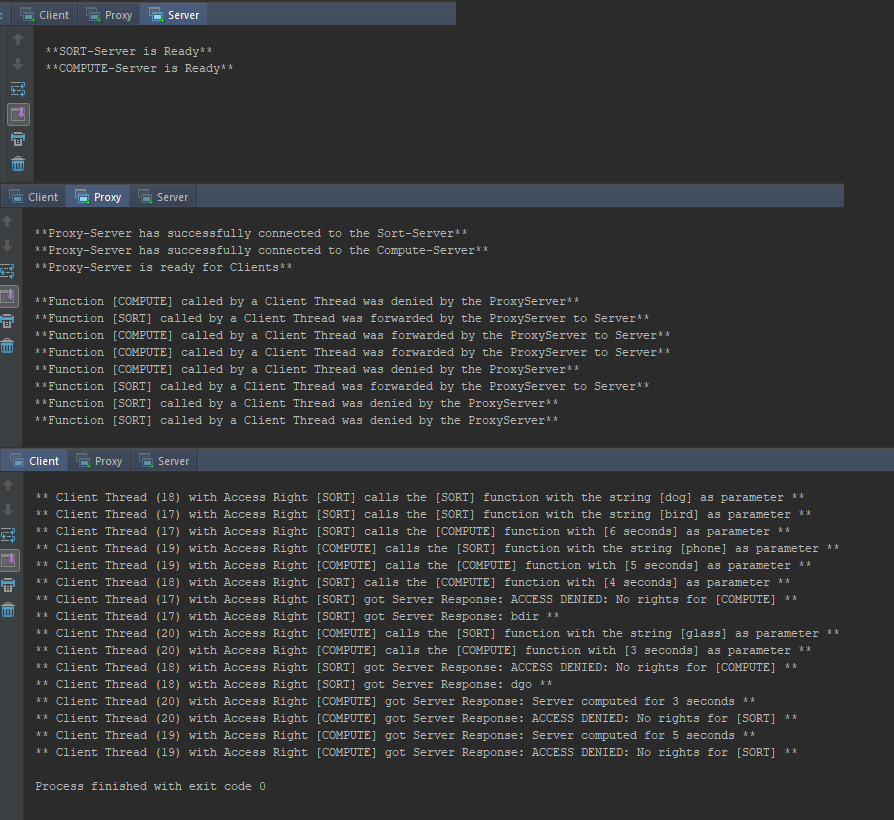 Client Proxy Server
**SORT-Server is Ready**
**COMPUTE-Server is Ready**
Client Proxy Server
**Proxy-Server has successfully connected to the Sort-Server**
**Proxy-Server has successfully connected to the Compute-Server**
**Proxy-Server is ready for Clients**
**Function [COMPUTE] called by a Client Thread was denied by the ProxyServer**
**Function [SORT] called by a Client Thread was forwarded by the ProxyServer to Server**
**Function [COMPUTE] called by a Client Thread was forwarded by the ProxyServer to Server**
**Function [COMPUTE] called by a Client Thread was forwarded by the ProxyServer to Server**
**Function [COMPUTE] called by a Client Thread was denied by the ProxyServer**
**Function [SORT] called by a Client Thread was forwarded by the ProxyServer to Server**
**Function [SORT] called by a Client Thread was denied by the ProxyServer**
**Function [SORT] called by a Client Thread was denied by the ProxyServer**
Client Proxy Server
** Client Thread (18) with Access Right [SORT] calls the [SORT] function with the string [dog] as parameter **
** Client Thread (17) with Access Right [SORT] calls the [SORT] function with the string [bird] as parameter **
** Client Thread (17) with Access Right [SORT] calls the [COMPUTE] function with [6 seconds] as parameter **
** Client Thread (19) with Access Right [COMPUTE] calls the [SORT] function with the string [phone] as parameter **
** Client Thread (19) with Access Right [COMPUTE] calls the [COMPUTE] function with [5 seconds] as parameter **
** Client Thread (18) with Access Right [SORT] calls the [COMPUTE] function with [4 seconds] as parameter **
** Client Thread (17) with Access Right [SORT] got Server Response: ACCESS DENIED: No rights for [COMPUTE] **
** Client Thread (17) with Access Right [SORT] got Server Response: bdir **
** Client Thread (20) with Access Right [COMPUTE] calls the [SORT] function with the string [glass] as parameter **
** Client Thread (20) with Access Right [COMPUTE] calls the [COMPUTE] function with [3 seconds] as parameter **
** Client Thread (18) with Access Right [SORT] got Server Response: ACCESS DENIED: No rights for [COMPUTE] **
** Client Thread (18) with Access Right [SORT] got Server Response: dgo **
** Client Thread (20) with Access Right [COMPUTE] got Server Response: Server computed for 3 seconds **
** Client Thread (20) with Access Right [COMPUTE] got Server Response: ACCESS DENIED: No rights for [SORT] **
** Client Thread (19) with Access Right [COMPUTE] got Server Response: Server computed for 5 seconds **
** Client Thread (19) with Access Right [COMPUTE] got Server Response: ACCESS DENIED: No rights for [SORT] **
Process finished with exit code 0